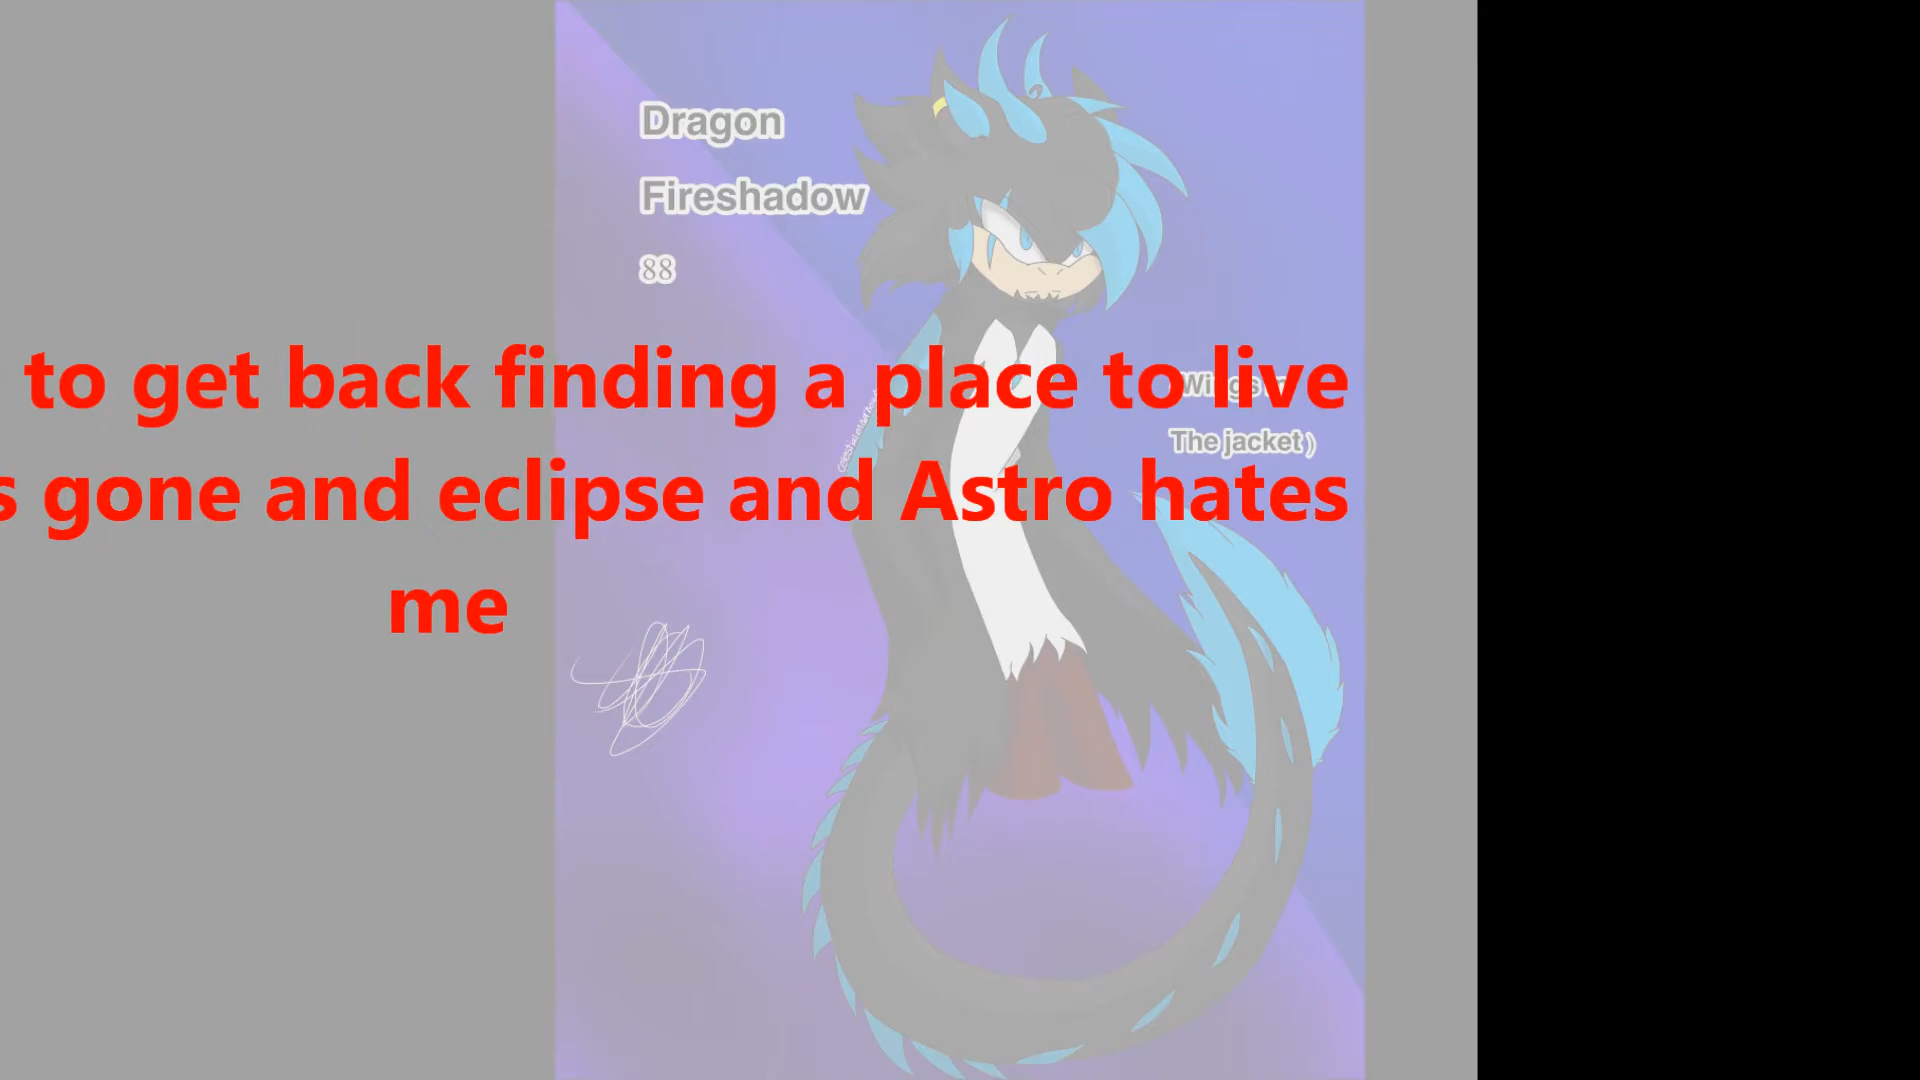 Dragon
Fireshadow
88
to get back finding a place to live
The jacket )
s gone and eclipse and Astro hates
me